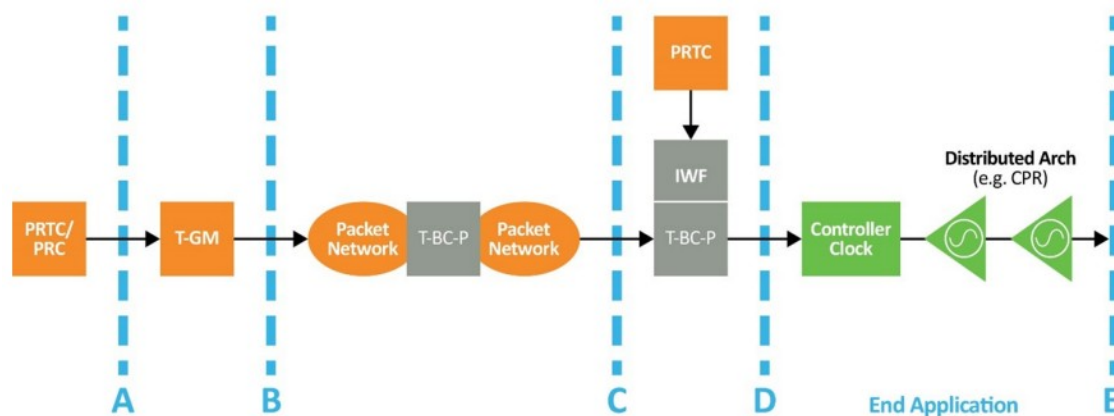 PRTC
IWF
Distributed Arch
(e.g. CPR)
PRTC/
PRC
T-GM
Packet
Network
T-BC-P
Packet
Network
T-BC-P
Controller
Clock
A
B
C
D
End Application
E